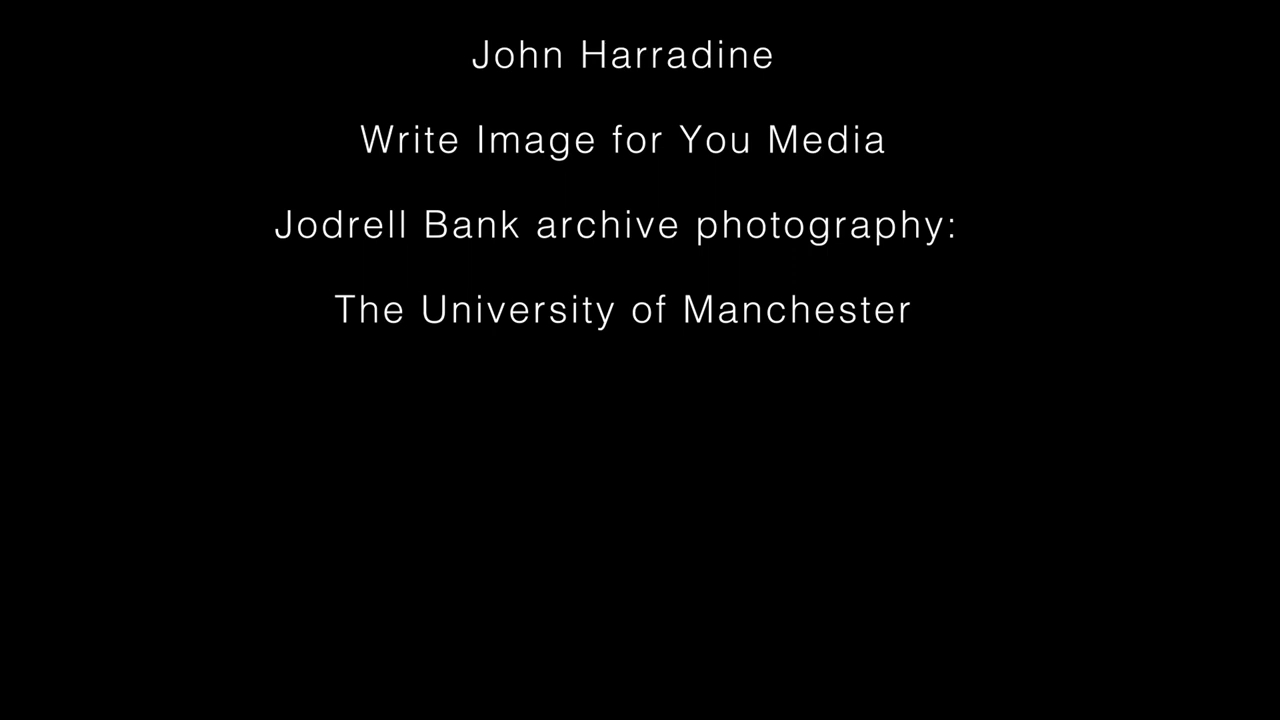 John Harradine
Write Image for You Media
Jodrell Bank archive photography:
The University of Manchester